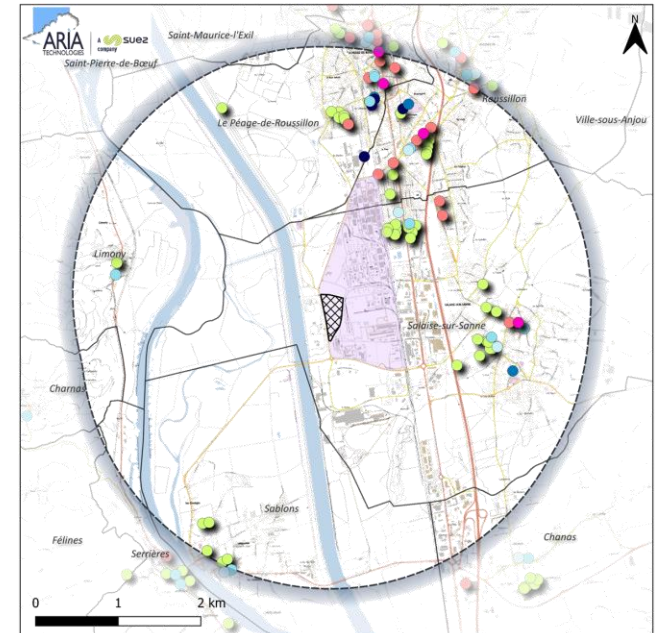 ARIA
TECHNOLOGIES
a
company
suez
Saint-Maurice-l'Exil
N
Saint-Pierre-de-Bœuf
Roussillon
Le Péage-de-Roussillon
Ville-sous-Anjou
Limony
Salaise-sur-Sanne
Charnas
Sablons
Félines
Serrières
Chanas
0 1 2 km